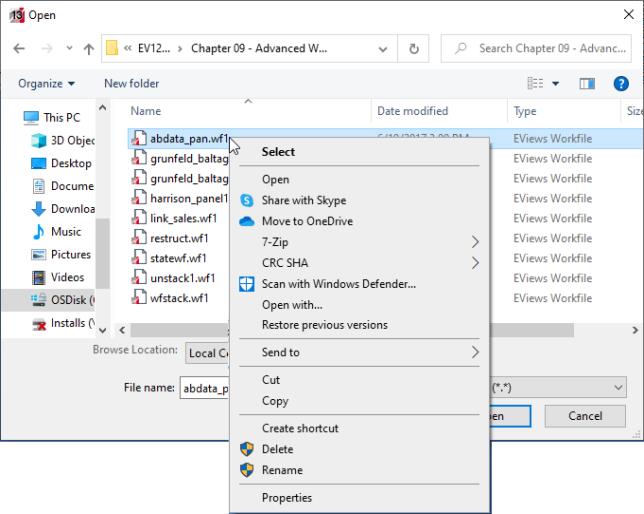 13 Open
« EV12... > Chapter 09 - Advanced W...
Search Chapter 09 - Advanc...
Organize
New folder
?
Name
Date modified
Type
Size
This PC
3D Objec
Desktop
Docume
Downloa
Music
Pictures
Videos
OSDisk (
Installs (
abdata_pan.wf1
EViews Workfile
grunfeld_baltag
EViews Workfile
grunfeld_baltag
EViews Workfile
harrison_panel1
EViews Workfile
link_sales.wf1
EViews Workfile
restruct.wf1
EViews Workfile
statewf.wf1
EViews Workfile
unstack1.wf1
EViews Workfile
wfstack.wf1
EViews Workfile
Select
Open
Share with Skype
Move to OneDrive
7-Zip
CRC SHA
Scan with Windows Defender...
Open with...
Restore previous versions
Send to
Cut
Copy
Create shortcut
Delete
Rename
Properties
Browse Location:
Local Co
File name:
abdata_p
(*.*)
en
Cancel